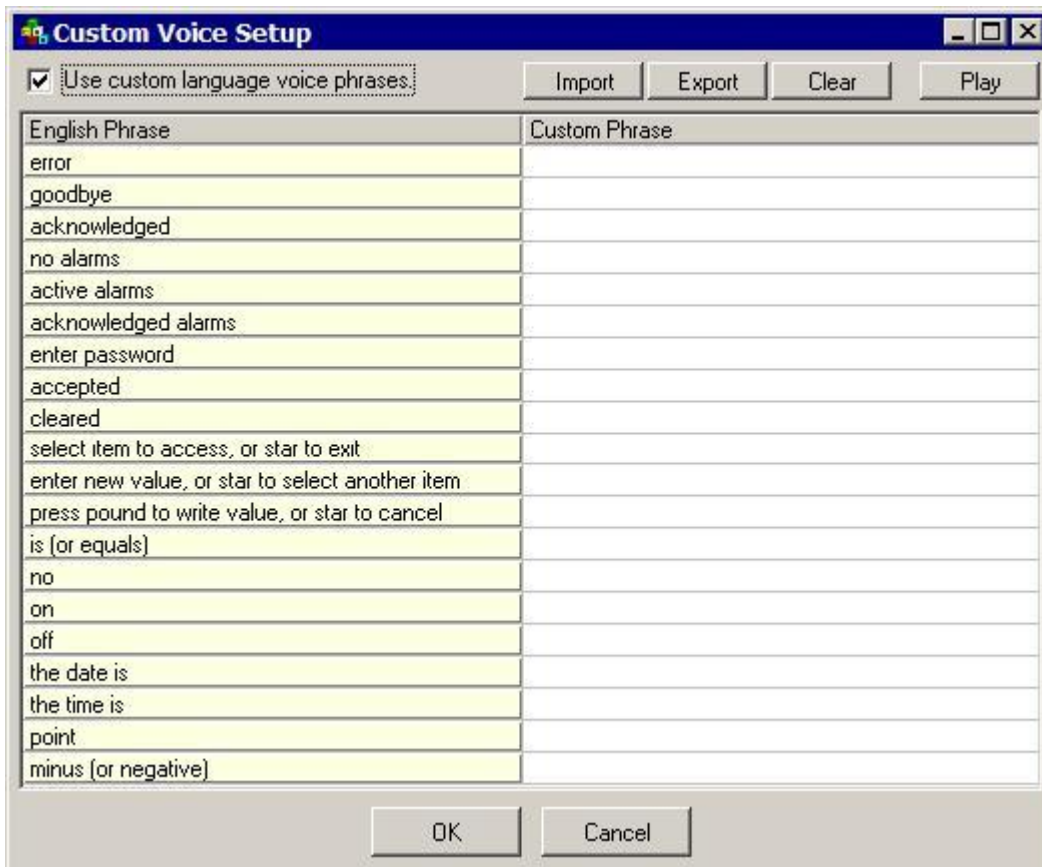 Custom Voice Setup
Use custom language voice phrases.
Import Export Clear Play
English Phrase Custom Phrase
error
goodbye
acknowledged
no alarms
active alarms
acknowledged alarms
enter password
accepted
cleared
select item to access, or star to exit
enter new value, or star to select another item
press pound to write value, or star to cancel
is (or equals)
no
on
off
the date is
the time is
point
minus (or negative)
OK Cancel